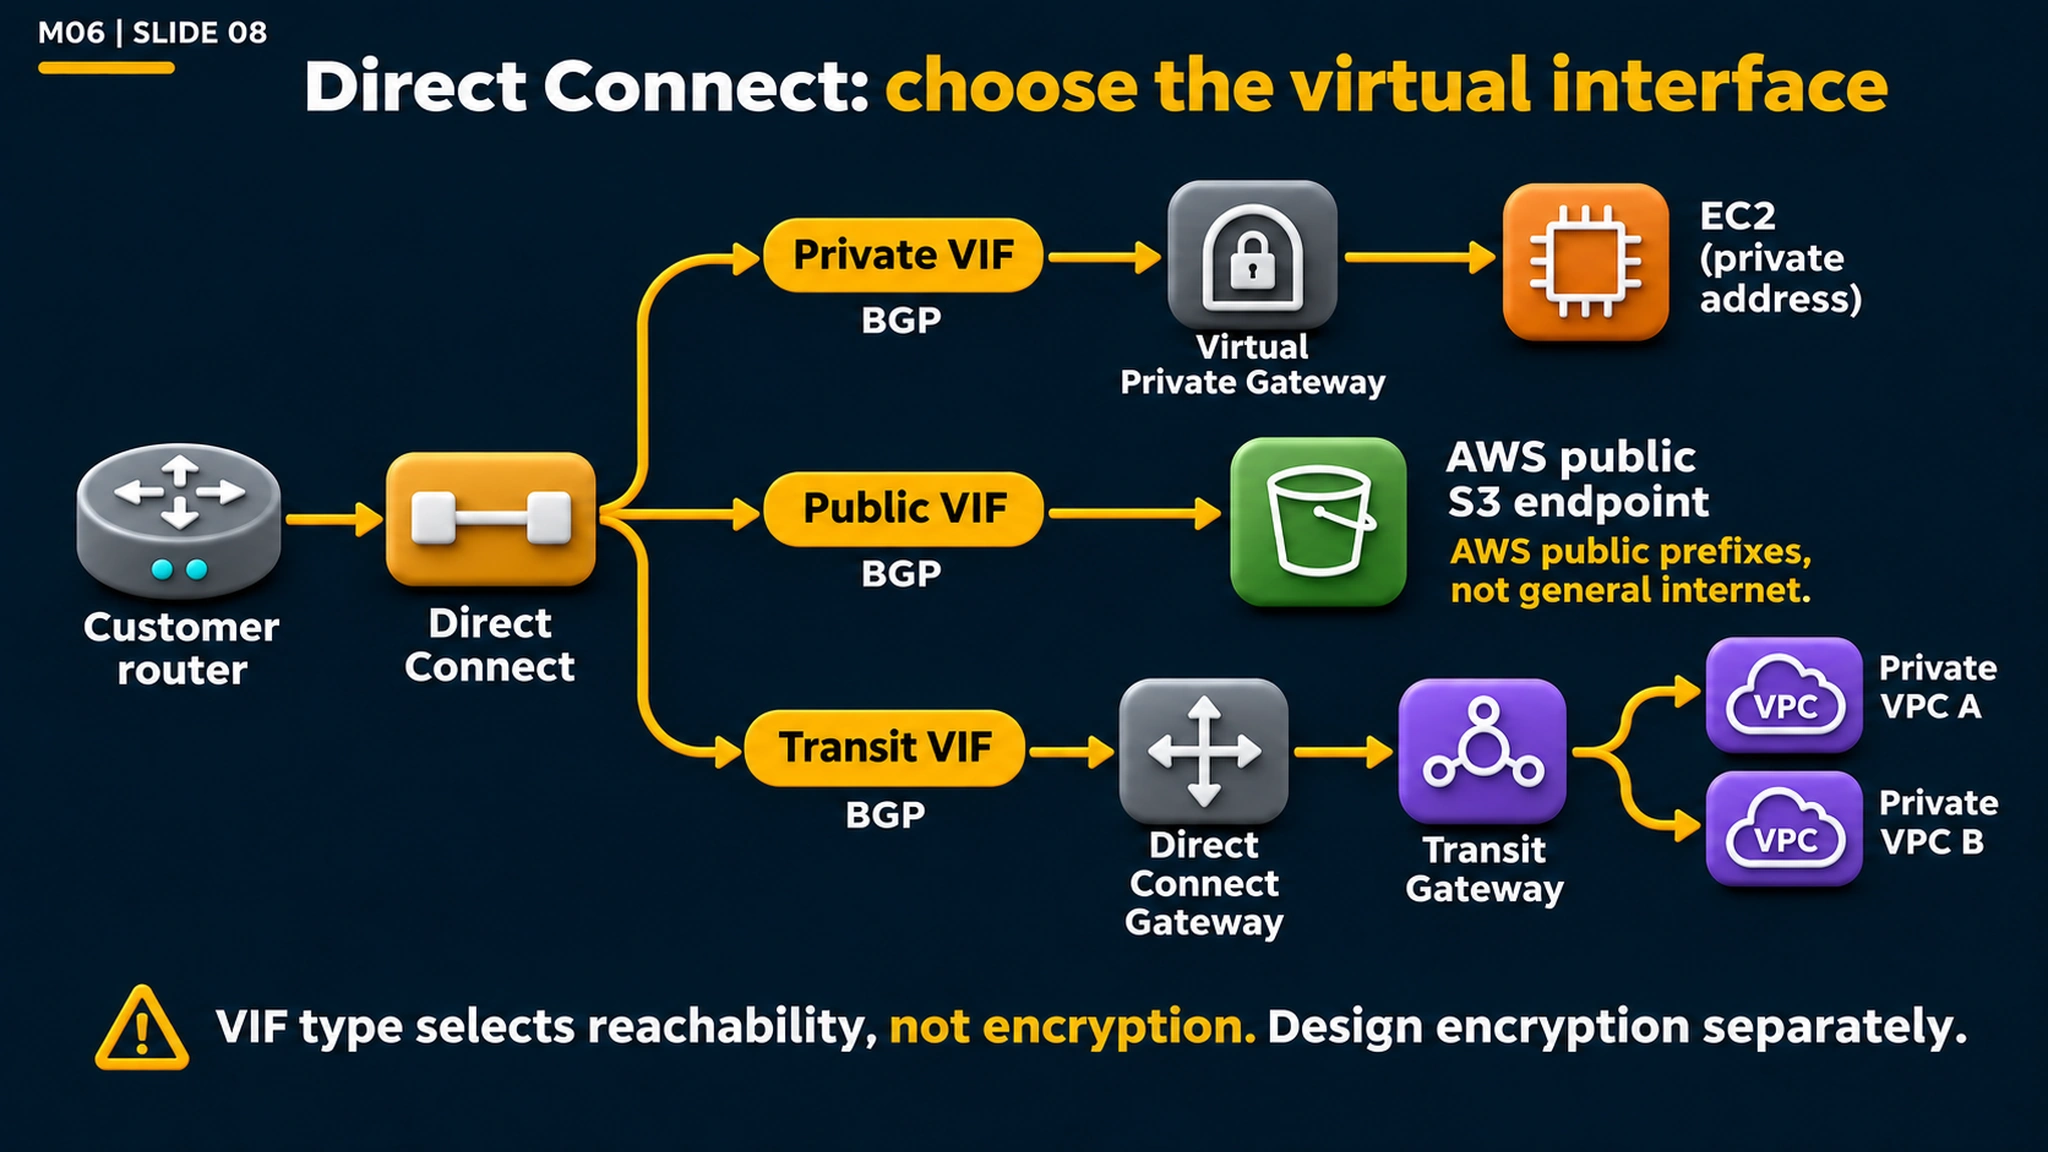 M06 | SLIDE 08
Direct Connect: choose the virtual interface
Private VIF
BGP
Virtual
Private Gateway
EC2
(private
address)
Customer
router
Direct
Connect
Public VIF
BGP
AWS public
S3 endpoint
AWS public prefixes,
not general internet.
Transit VIF
BGP
Direct
Connect
Gateway
Transit
Gateway
VPC
Private
VPC A
VPC
Private
VPC B
VIF type selects reachability, not encryption. Design encryption separately.